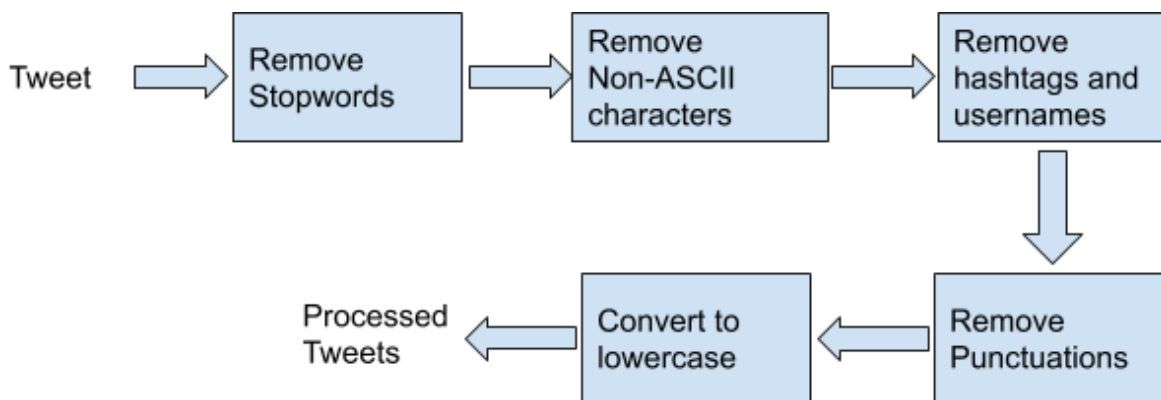 Tweet
Remove
Stopwords
Remove
Non-ASCII
characters
Remove
hashtags and
usernames
Remove
Punctuations
Convert to
lowercase
Processed
Tweets